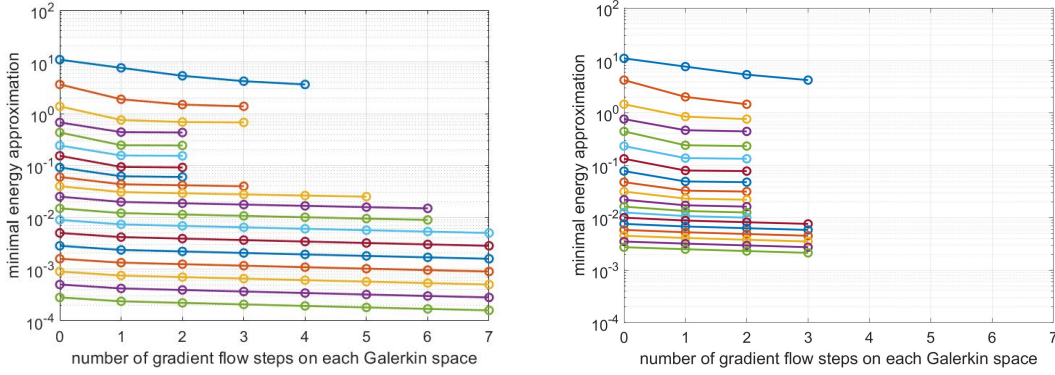 10^2
10^1
10^0
10^-1
10^-2
10^-3
10^-4
minimal energy approximation
0 1 2 3 4 5 6 7
number of gradient flow steps on each Galerkin space
10^2
10^1
10^0
10^-1
10^-2
10^-3
10^-4
minimal energy approximation
0 1 2 3 4 5 6 7
number of gradient flow steps on each Galerkin space